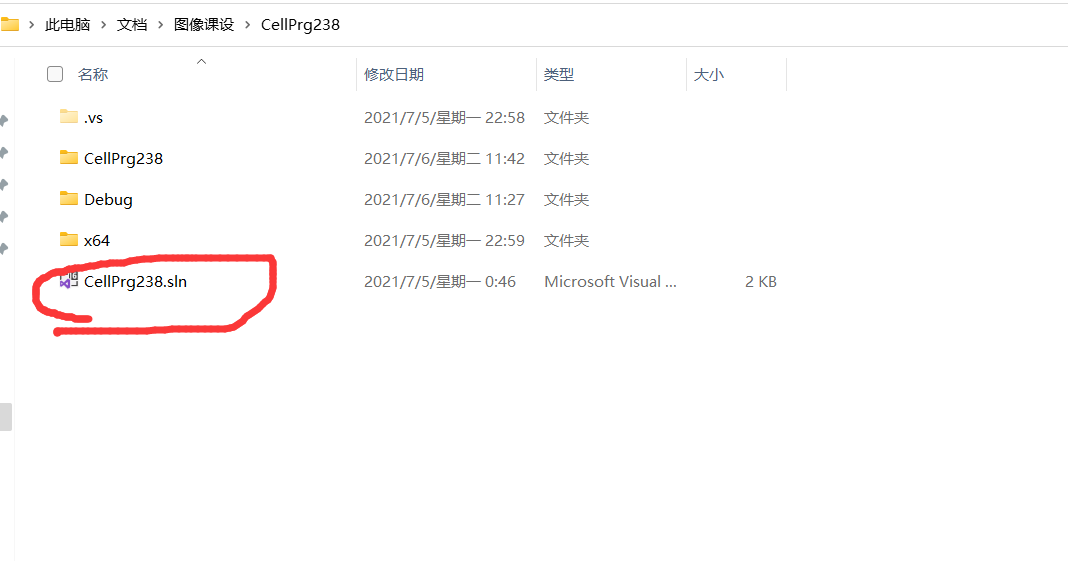 此电脑 > 文档 > 图像课设 > CellPrg238
名称 修改日期 类型 大小
.vs 2021/7/5/星期一 22:58 文件夹
CellPrg238 2021/7/6/星期二 11:42 文件夹
Debug 2021/7/6/星期二 11:27 文件夹
x64 2021/7/5/星期一 22:59 文件夹
CellPrg238.sln 2021/7/5/星期一 0:46 Microsoft Visual ... 2 KB